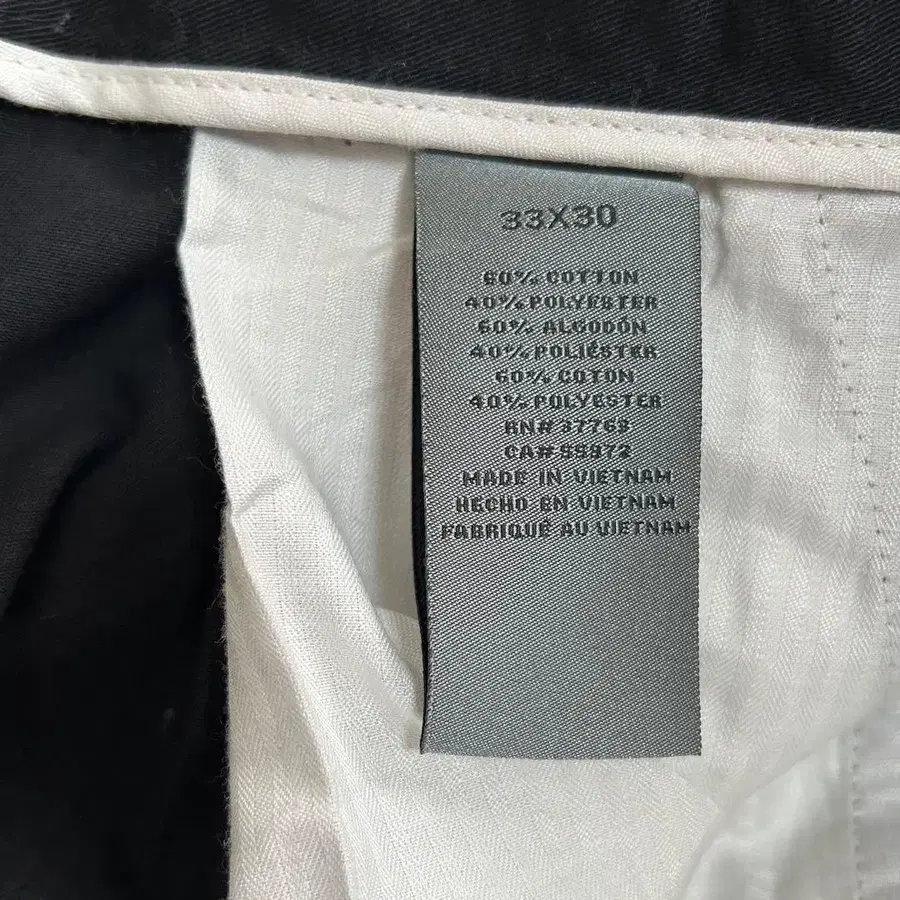 33X30
60% COTTON
40% POLYESTER
60% ALGODÓN
40% POLIÉSTER
60% COTON
40% POLYESTER
RN# 37763
CA# 55972
MADE IN VIETNAM
HECHO EN VIETNAM
FABRIQUÉ AU VIETNAM